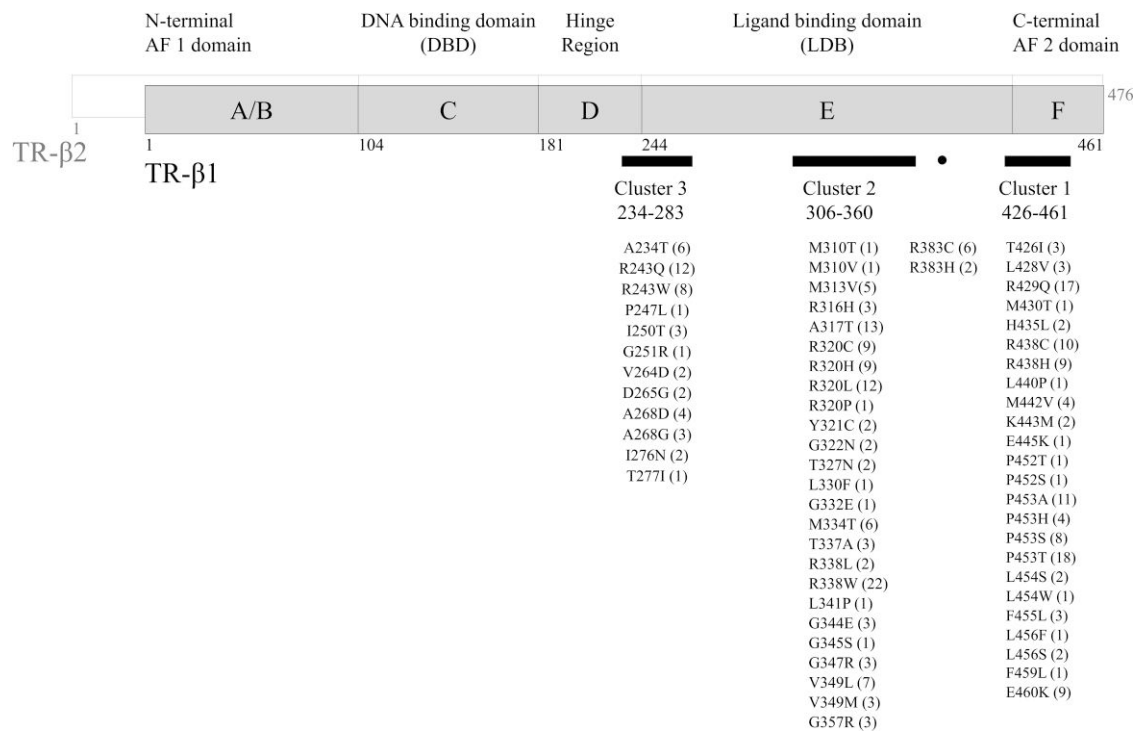 N-terminal
AF 1 domain
DNA binding domain
(DBD)
Hinge
Region
Ligand binding domain
(LDB)
C-terminal
AF 2 domain
A/B
C
D
E
F
476
1
1
104
181
244
461
TR-β2
TR-β1
Cluster 3
234-283
Cluster 2
306-360
Cluster 1
426-461
A234T (6)
R243Q (12)
R243W (8)
P247L (1)
I250T (3)
G251R (1)
V264D (2)
D265G (2)
A268D (4)
A268G (3)
I276N (2)
T277I (1)
M310T (1)
M310V (1)
M313V(5)
R316H (3)
A317T (13)
R320C (9)
R320H (9)
R320L (12)
R320P (1)
Y321C (2)
G322N (2)
T327N (2)
L330F (1)
G332E (1)
M334T (6)
T337A (3)
R338L (2)
R338W (22)
L341P (1)
G344E (3)
G345S (1)
G347R (3)
V349L (7)
V349M (3)
G357R (3)
R383C (6)
R383H (2)
T426I (3)
L428V (3)
R429Q (17)
M430T (1)
H435L (2)
R438C (10)
R438H (9)
L440P (1)
M442V (4)
K443M (2)
E445K (1)
P452T (1)
P452S (1)
P453A (11)
P453H (4)
P453S (8)
P453T (18)
L454S (2)
L454W (1)
F455L (3)
L456F (1)
L456S (2)
F459L (1)
E460K (9)